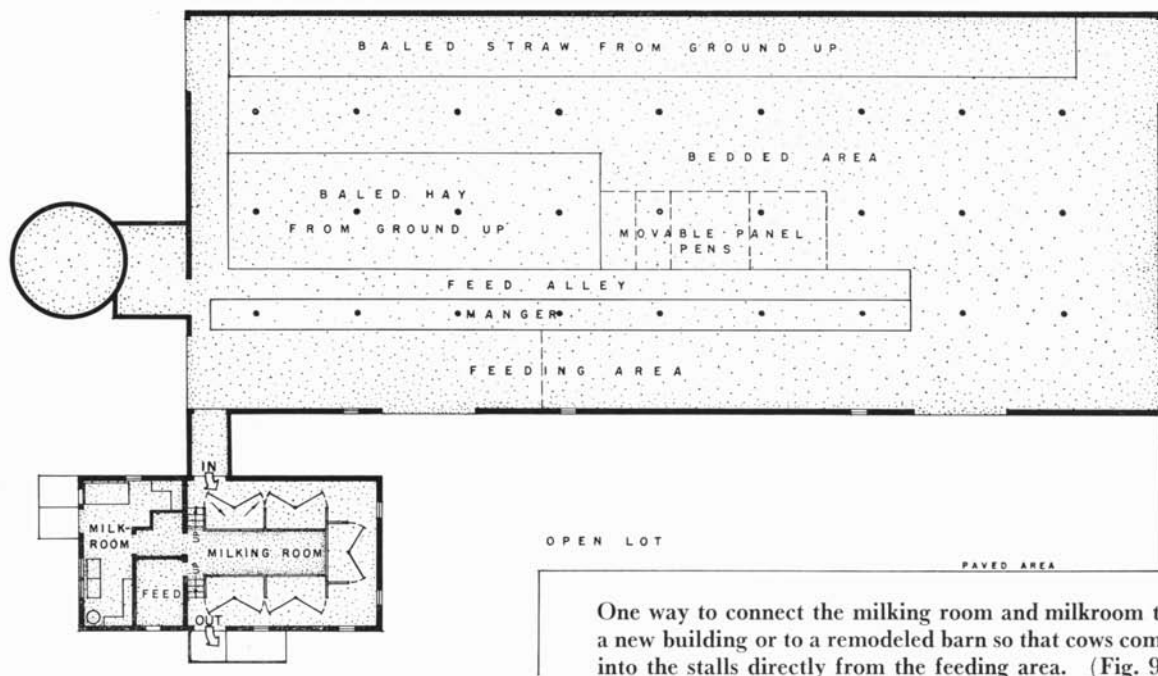 BALED STRAW FROM GROUND UP
BEDDED AREA
BALED HAY
FROM GROUND UP
MOVABLE PANEL
PENS
FEED ALLEY
MANGER
FEEDING AREA
IN
MILK-
ROOM
UP
MILKING ROOM
UP
FEED
OUT
OPEN LOT
PAVED AREA
One way to connect the milking room and milkroom t
a new building or to a remodeled barn so that cows com
into the stalls directly from the feeding area. (Fig. 9